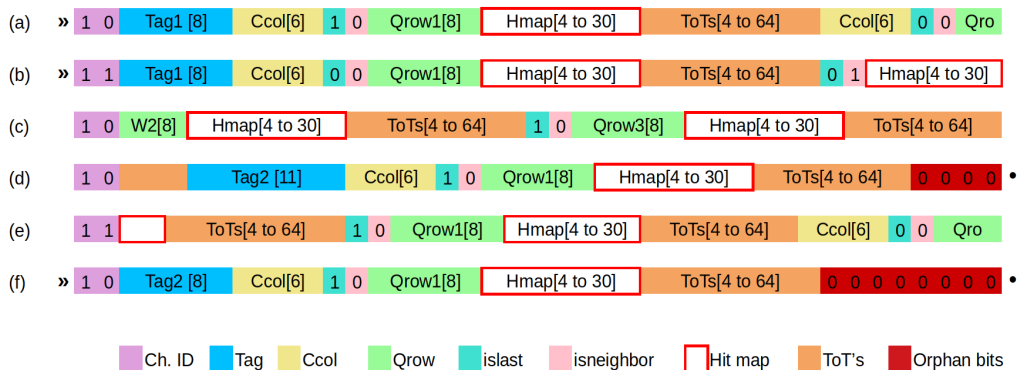 (a) » 1 0 Tag1 [8] Ccol[6] 1 0 Qrow1[8] Hmap[4 to 30] ToTs[4 to 64] Ccol[6] 0 0 Qro
(b) » 1 1 Tag1 [8] Ccol[6] 0 0 Qrow1[8] Hmap[4 to 30] ToTs[4 to 64] 0 1 Hmap[4 to 30]
(c) 1 0 W2[8] Hmap[4 to 30] ToTs[4 to 64] 1 0 Qrow3[8] Hmap[4 to 30] ToTs[4 to 64]
(d) 1 0 Tag2 [11] Ccol[6] 1 0 Qrow1[8] Hmap[4 to 30] ToTs[4 to 64] 0 0 0 0 •
(e) 1 1 ToTs[4 to 64] 1 0 Qrow1[8] Hmap[4 to 30] ToTs[4 to 64] Ccol[6] 0 0 Qro
(f) » 1 0 Tag2 [8] Ccol[6] 1 0 Qrow1[8] Hmap[4 to 30] ToTs[4 to 64] 0 0 0 0 0 0 0 0 •
Ch. ID Tag Ccol Qrow islast isneighbor Hit map ToT's Orphan bits